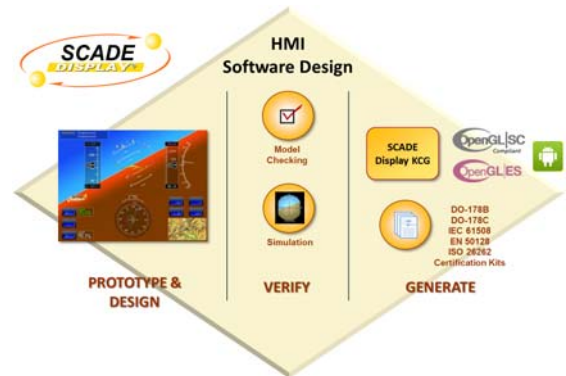 SCADE
DISPLAY
HMI
Software Design
Model
Checking
Simulation
SCADE
Display KCG
OpenGL|SC
Compliant
OpenGL|ES
DO-178B
DO-178C
IEC 61508
EN 50128
ISO 26262
Certification Kits
PROTOTYPE &
DESIGN
VERIFY
GENERATE